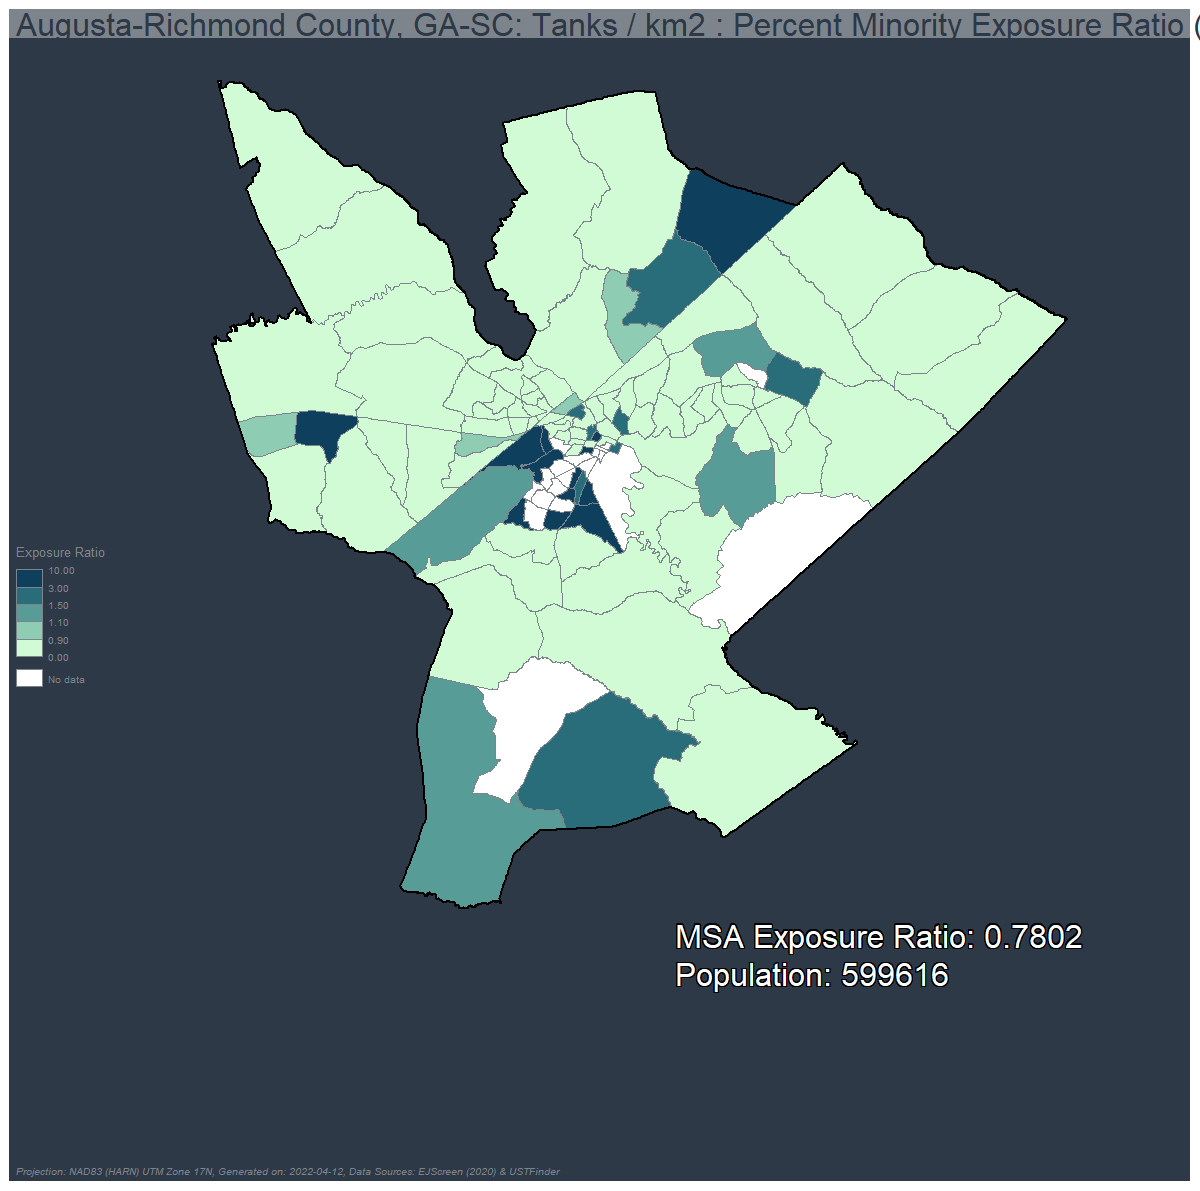 Augusta-Richmond County, GA-SC: Tanks / km2 : Percent Minority Exposure Ratio (
Exposure Ratio
10.00
3.00
1.50
1.10
0.90
0.00
No data
MSA Exposure Ratio: 0.7802
Population: 599616
Projection: NAD83 (HARN) UTM Zone 17N, Generated on: 2022-04-12, Data Sources: EJScreen (2020) & USTFinder